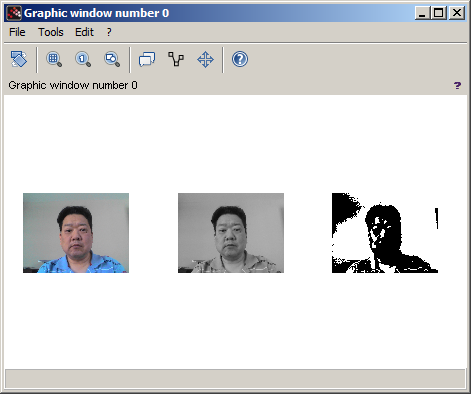 Graphic window number 0
File Tools Edit ?
Graphic window number 0 ?